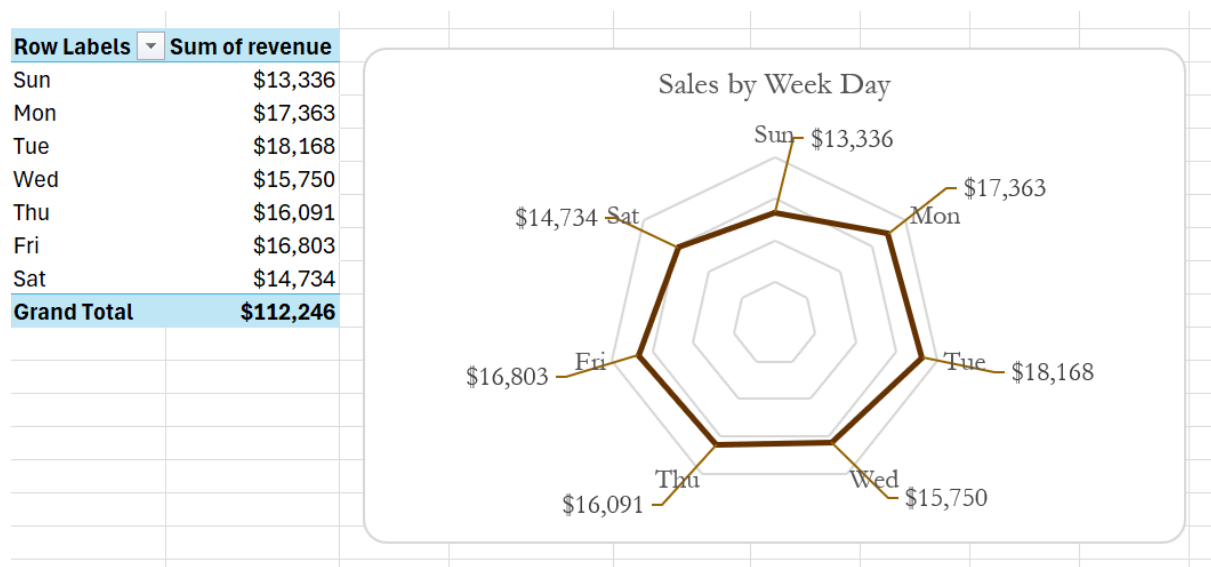 Row Labels Sum of revenue
Sun $13,336
Mon $17,363
Tue $18,168
Wed $15,750
Thu $16,091
Fri $16,803
Sat $14,734
Grand Total $112,246
Sales by Week Day
Sun $13,336
$17,363
Mon
$14,734 Sat
Tue $18,168
Fri
$16,803
Thu
$16,091
Wed
$15,750